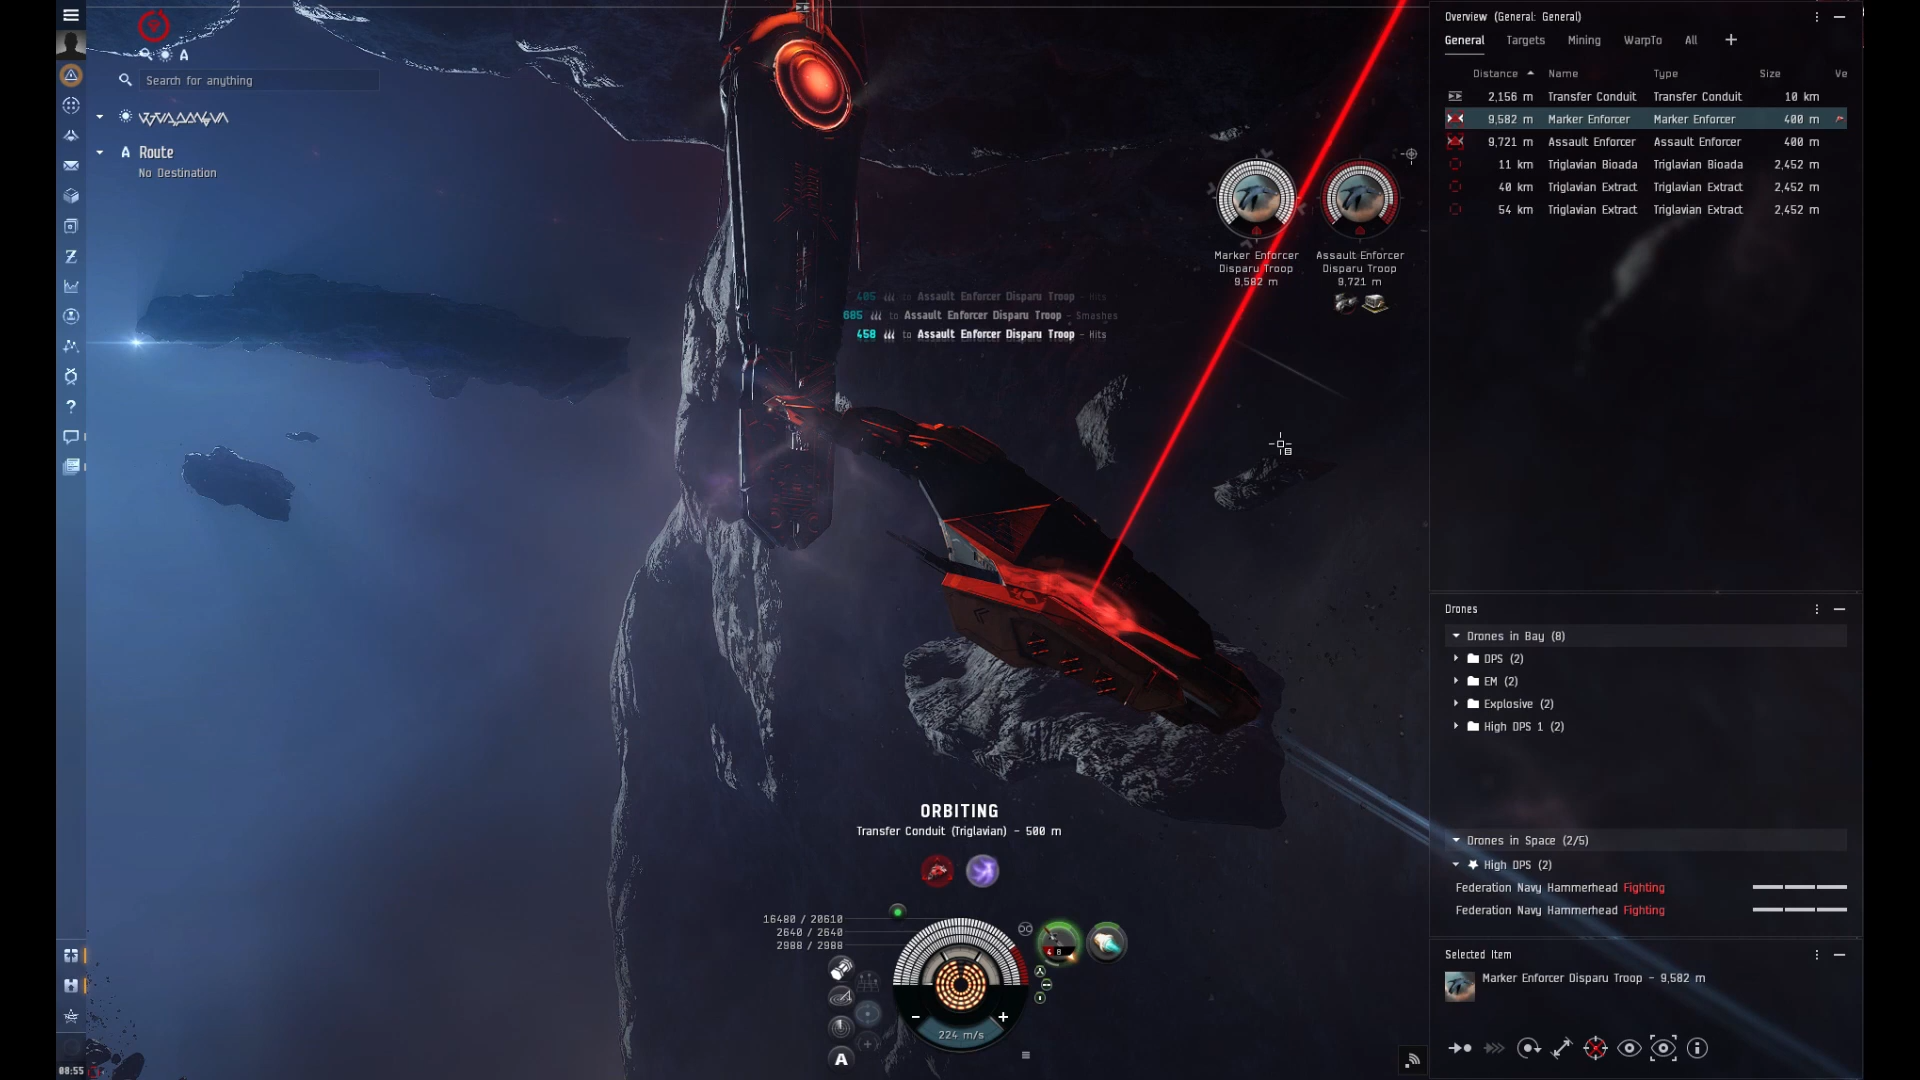 A
Search for anything
A Route
No Destination
Overview (General: General)
General Targets Mining WarpTo All +
Distance Name Type Size Ve
2,156 m Transfer Conduit Transfer Conduit 10 km
9,582 m Marker Enforcer Marker Enforcer 400 m
9,721 m Assault Enforcer Assault Enforcer 400 m
11 km Triglavian Bioada Triglavian Bioada 2,452 m
40 km Triglavian Extract Triglavian Extract 2,452 m
54 km Triglavian Extract Triglavian Extract 2,452 m
Marker Enforcer
Disparu Troop
9,582 m
Assault Enforcer
Disparu Troop
9,721 m
405 to Assault Enforcer Disparu Troop - Hits
685 to Assault Enforcer Disparu Troop - Smashes
458 to Assault Enforcer Disparu Troop - Hits
Drones
Drones in Bay (8)
DPS (2)
EM (2)
Explosive (2)
High DPS 1 (2)
Drones in Space (2/5)
High DPS (2)
Federation Navy Hammerhead Fighting
Federation Navy Hammerhead Fighting
Selected Item
Marker Enforcer Disparu Troop - 9,582 m
ORBITING
Transfer Conduit (Triglavian) - 500 m
16480 / 20610
2640 / 2640
2988 / 2988
224 m/s
A
08:55